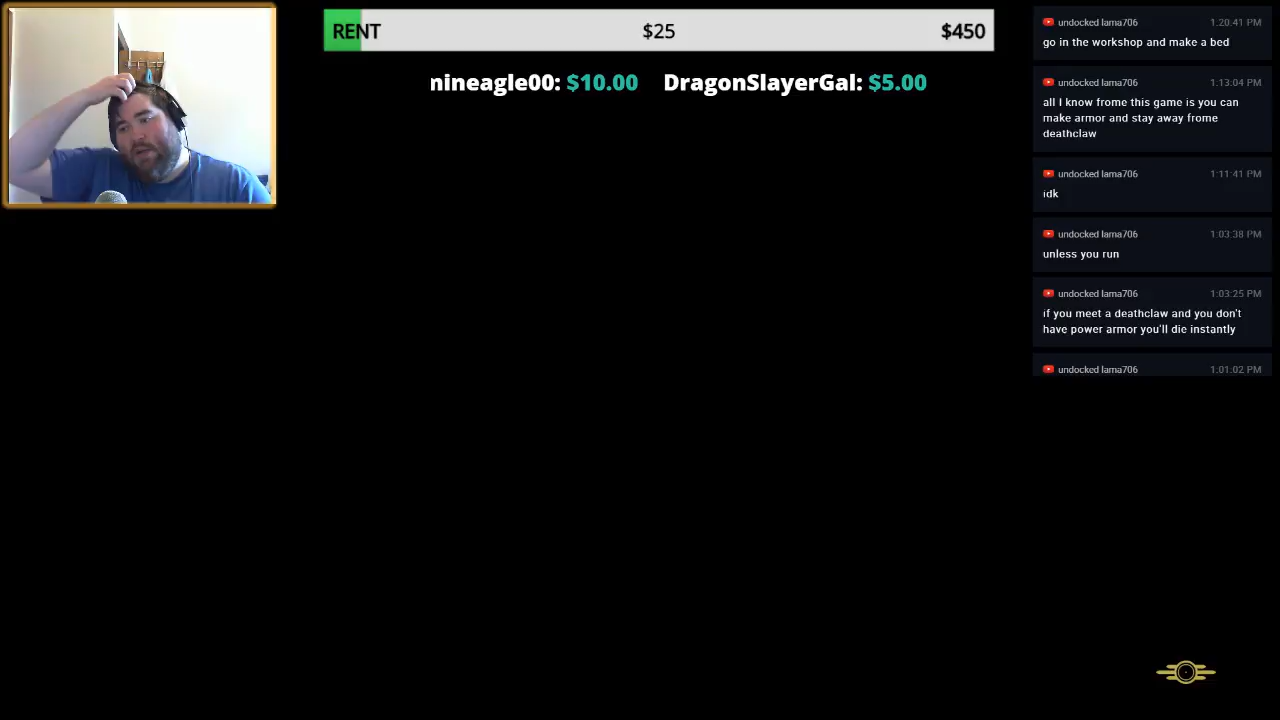 RENT $25 $450
nineagle00: $10.00 DragonSlayerGal: $5.00
undocked lama706 1:20:41 PM
go in the workshop and make a bed
undocked lama706 1:13:04 PM
all I know frome this game is you can
make armor and stay away frome
deathclaw
undocked lama706 1:11:41 PM
idk
undocked lama706 1:03:38 PM
unless you run
undocked lama706 1:03:25 PM
if you meet a deathclaw and you don't
have power armor you'll die instantly
undocked lama706 1:01:02 PM